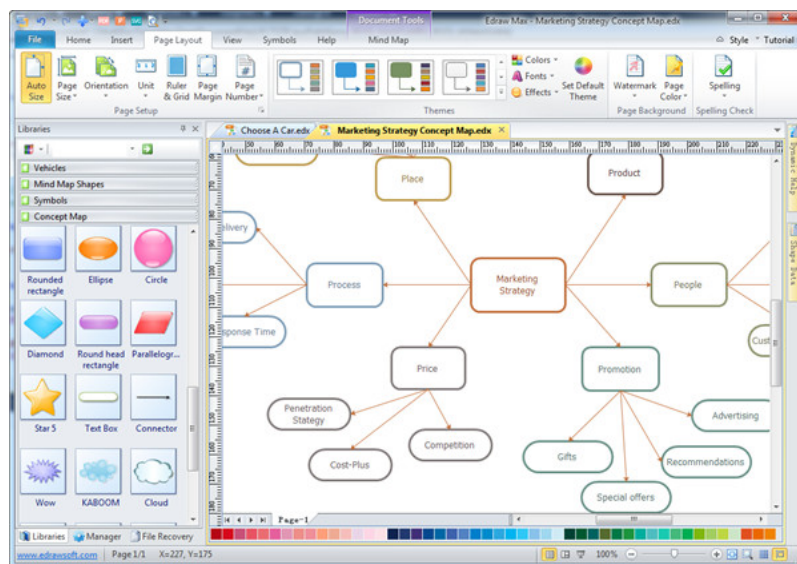 Document Tools
Edraw Max - Marketing Strategy Concept Map.edx
File Home Insert Page Layout View Symbols Help Mind Map Style Tutorial
Auto Size
Page Size
Orientation
Unit
Ruler & Grid
Page Margin
Page Number
Colors
Fonts
Effects
Set Default Theme
Watermark
Page Color
Spelling
Page Setup Themes Page Background Spelling Check
Libraries
Choose A Car.edx Marketing Strategy Concept Map.edx
Vehicles
Mind Map Shapes
Symbols
Concept Map
Rounded rectangle
Ellipse
Circle
Diamond
Round head rectangle
Parallelogr...
Star 5
Text Box
Connector
Wow
KABOOM
Cloud
Place
Product
elivery
Process
Marketing
Strategy
People
sponse Time
Cust
Price
Promotion
Penetration
Stategy
Cost-Plus
Competition
Advertising
Gifts
Recommendations
Special offers
Dynamic Help
Shape Data
Page-1
Libraries Manager File Recovery
www.edrawsoft.com Page 1/1 X=227, Y=175 100%